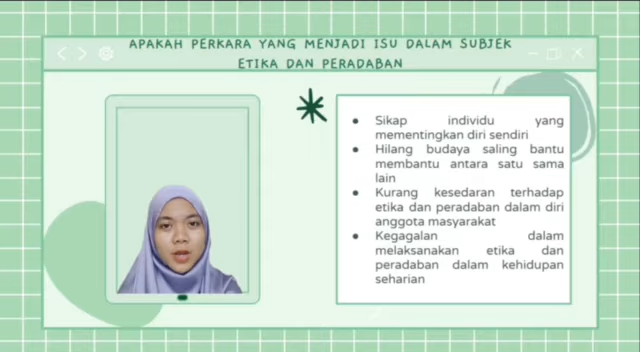 APAKAH PERKARA YANG MENJADI ISU DALAM SUBJEK
ETIKA DAN PERADABAN
● Sikap individu yang
mementingkan diri sendiri
● Hilang budaya saling bantu
membantu antara satu sama
lain
● Kurang kesedaran terhadap
etika dan peradaban dalam diri
anggota masyarakat
● Kegagalan dalam
melaksanakan etika dan
peradaban dalam kehidupan
seharian